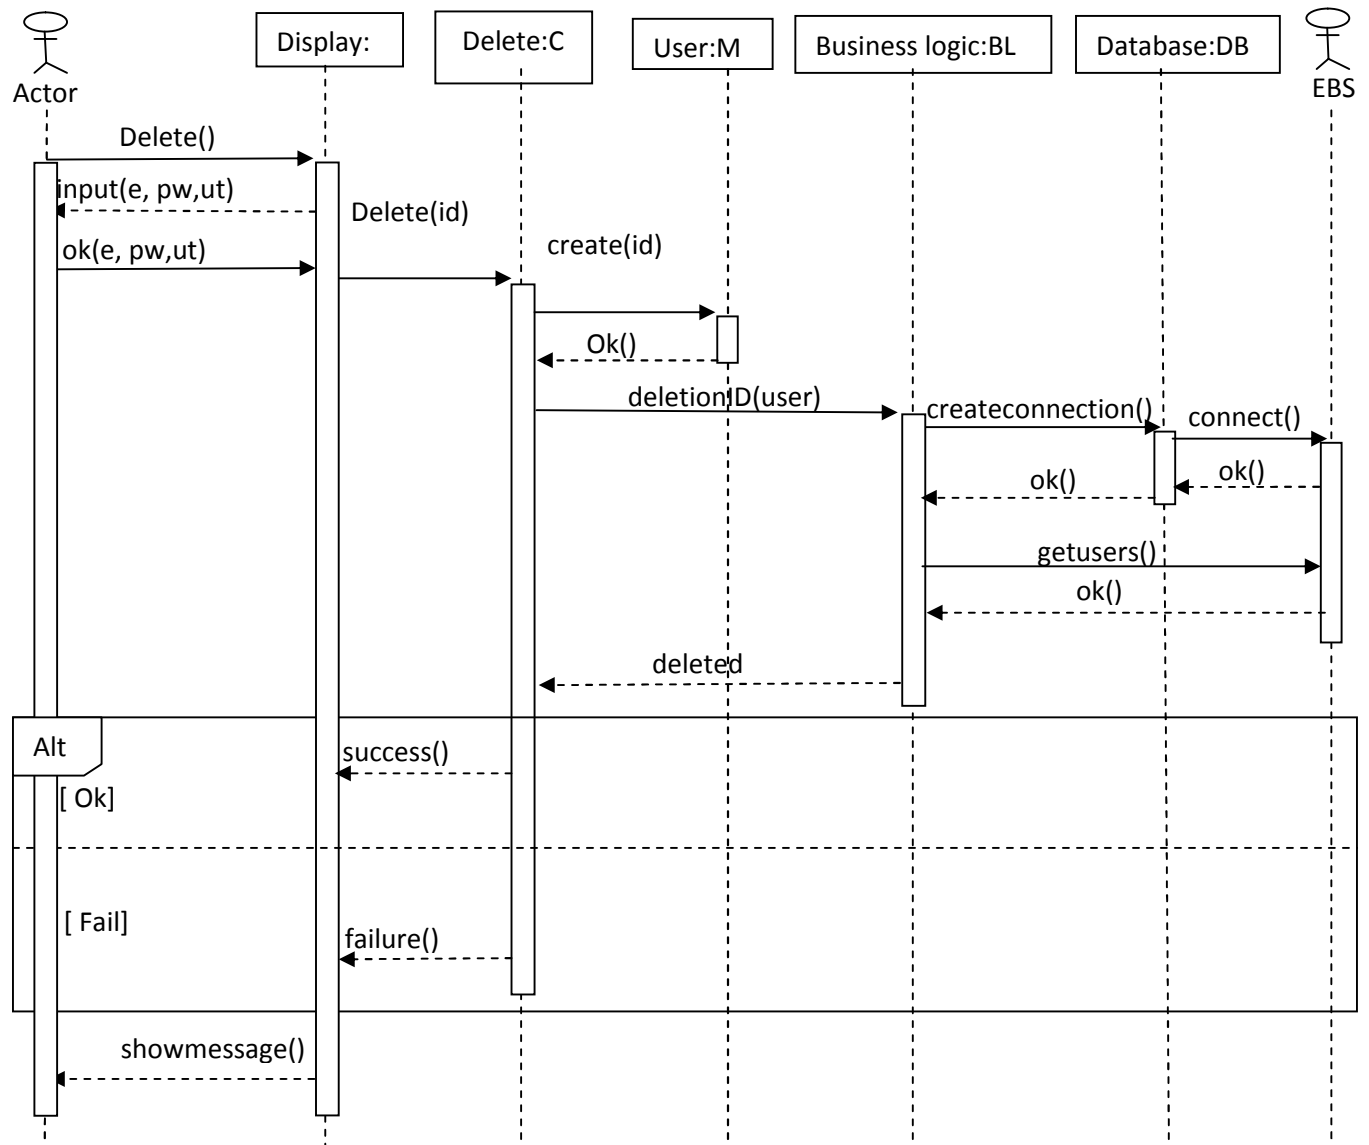 Display:
Delete:C
User:M
Business logic:BL
Database:DB
Actor
EBS
Delete()
input(e, pw,ut)
Delete(id)
ok(e, pw,ut)
create(id)
Ok()
deletionID(user)
createconnection()
connect()
ok()
ok()
getusers()
ok()
deleted
Alt
success()
[ Ok]
[ Fail]
failure()
showmessage()